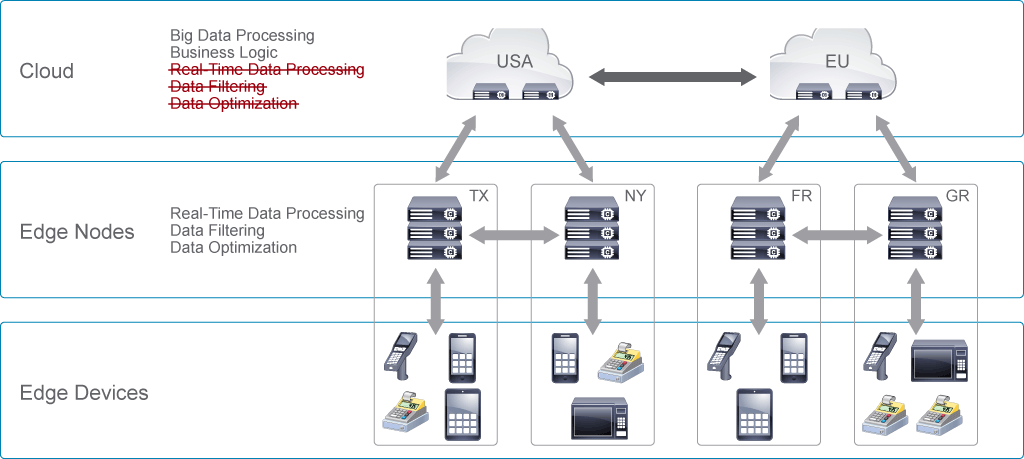 Cloud
Big Data Processing
Business Logic
Real-Time Data Processing
Data Filtering
Data Optimization
USA
EU
Edge Nodes
Real-Time Data Processing
Data Filtering
Data Optimization
TX
NY
FR
GR
Edge Devices